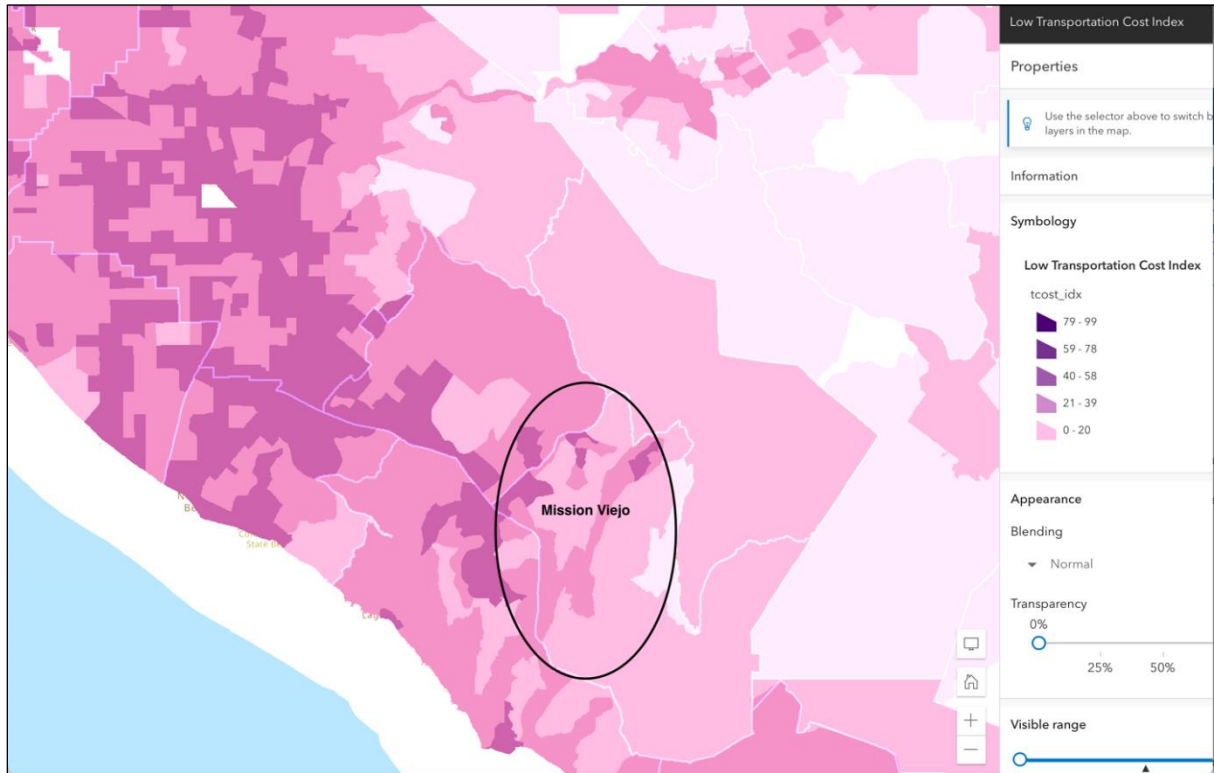 Low Transportation Cost Index
Properties
Use the selector above to switch b
layers in the map.
Information
Symbology
Low Transportation Cost Index
tcost_idx
79 - 99
59 - 78
40 - 58
21 - 39
0 - 20
Mission Viejo
State Be
Appearance
Blending
Normal
Transparency
0%
25%
50%
Visible range